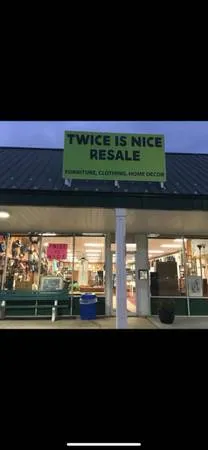 TWICE IS NICE
RESALE
FURNITURE, CLOTHING, HOME DECOR